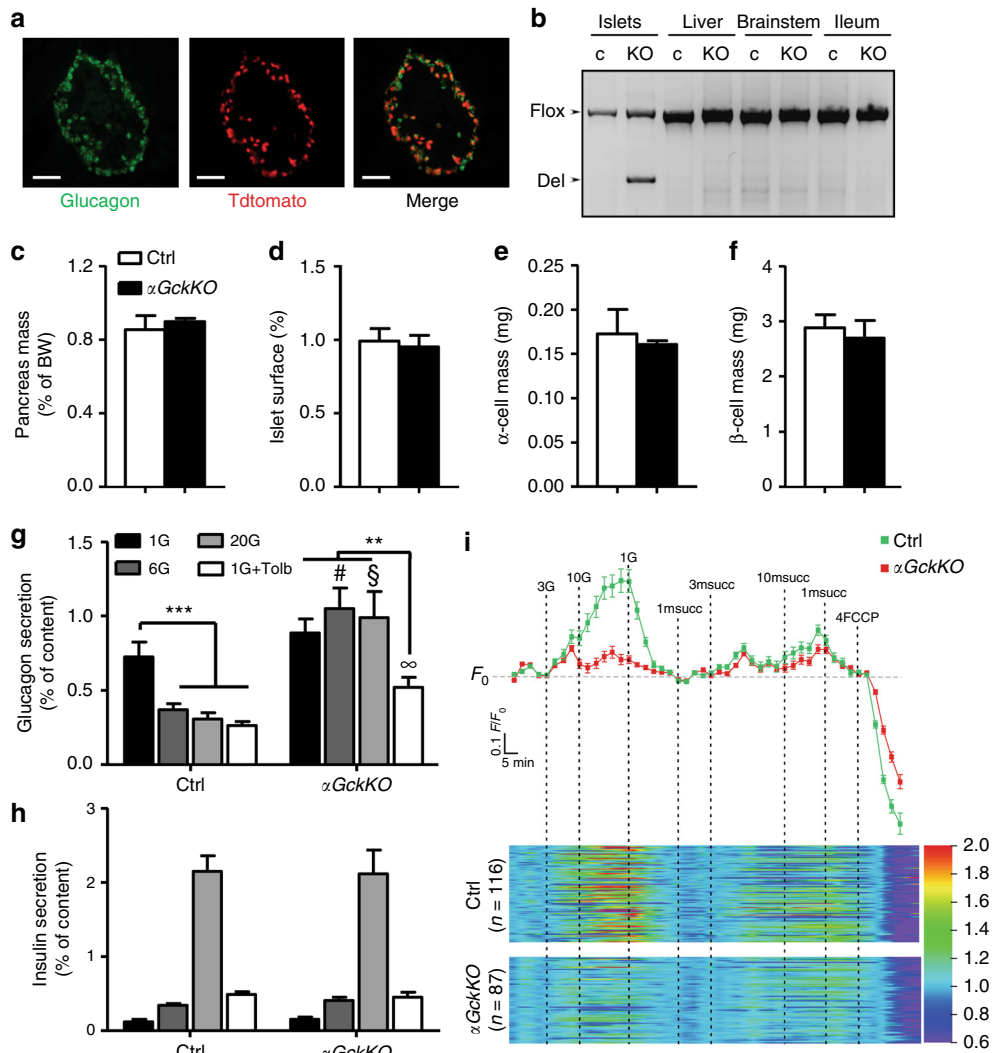 a
Glucagon
Tdtomato
Merge
b
Islets Liver Brainstem Ileum
c KO c KO c KO c KO
Flox
Del
c
Ctrl
αGckKO
Pancreas mass
(% of BW)
1.2
0.8
0.4
0.0
d
Islet surface (%)
1.5
1.0
0.5
0.0
e
α-cell mass (mg)
0.25
0.20
0.15
0.10
0.05
0.00
f
β-cell mass (mg)
4
3
2
1
0
g
1G
20G
6G
1G+Tolb
Glucagon secretion
(% of content)
1.5
1.0
0.5
0.0
***
**
#
§
∞
Ctrl
αGckKO
h
Insulin secretion
(% of content)
3
2
1
0
Ctrl
αGckKO
i
Ctrl
αGckKO
3G
10G
1G
1msucc
3msucc
10msucc
1msucc
4FCCP
F0
0.1 F/F0
5 min
Ctrl
(n = 116)
αGckKO
(n = 87)
2.0
1.8
1.6
1.4
1.2
1.0
0.8
0.6